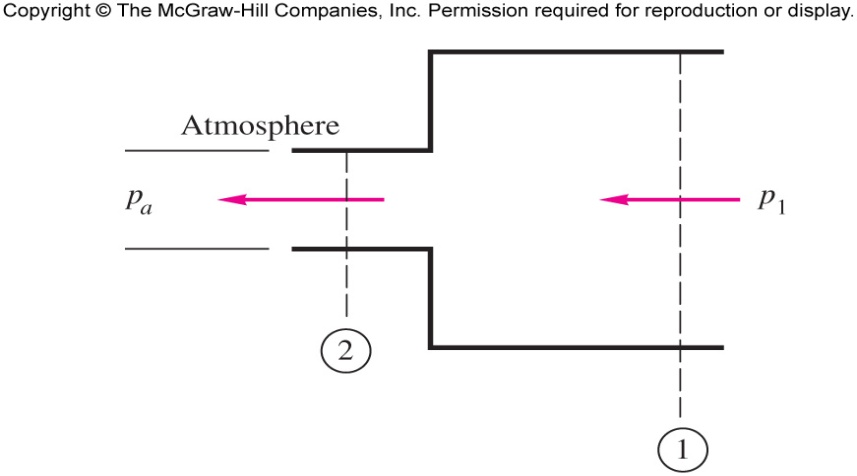 Copyright © The McGraw-Hill Companies, Inc. Permission required for reproduction or display.
Atmosphere
pa
p1
2
1